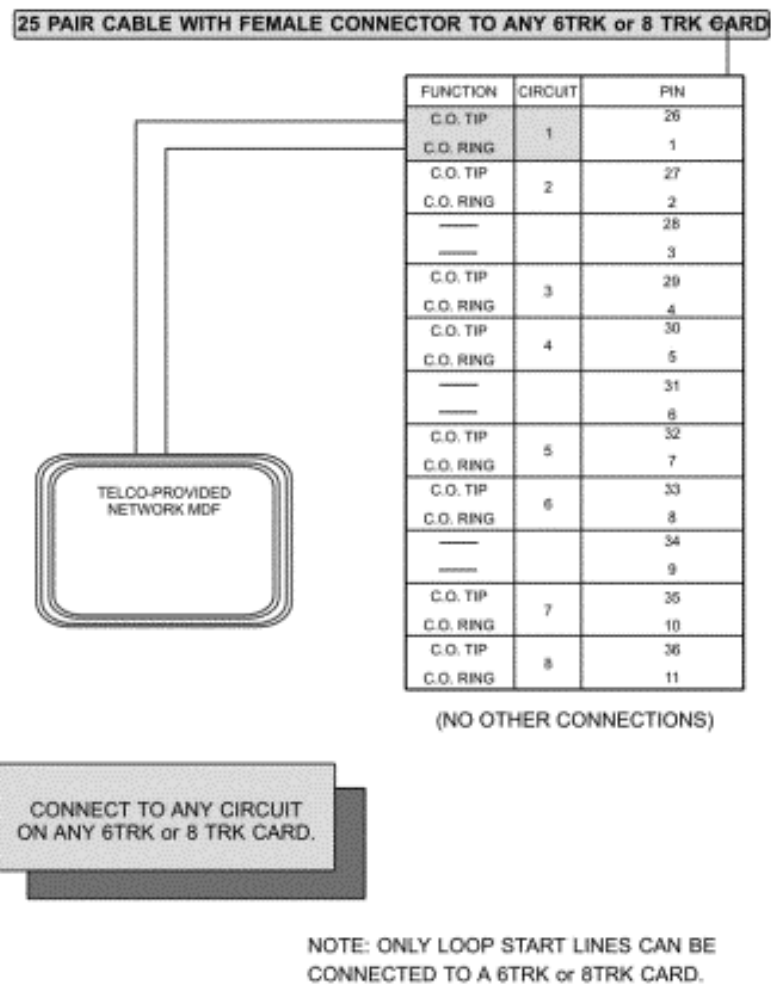 25 PAIR CABLE WITH FEMALE CONNECTOR TO ANY 6TRK or 8 TRK CARD
FUNCTION CIRCUIT PIN
C.O. TIP 26
1
C.O. RING 1
C.O. TIP 27
2
C.O. RING 2
28
3
C.O. TIP 29
3
C.O. RING 4
C.O. TIP 30
4
C.O. RING 5
31
6
C.O. TIP 32
5
C.O. RING 7
C.O. TIP 33
6
C.O. RING 8
34
9
C.O. TIP 35
7
C.O. RING 10
C.O. TIP 36
8
C.O. RING 11
(NO OTHER CONNECTIONS)
TELCO-PROVIDED
NETWORK MDF
CONNECT TO ANY CIRCUIT
ON ANY 6TRK or 8 TRK CARD.
NOTE: ONLY LOOP START LINES CAN BE
CONNECTED TO A 6TRK or 8TRK CARD.